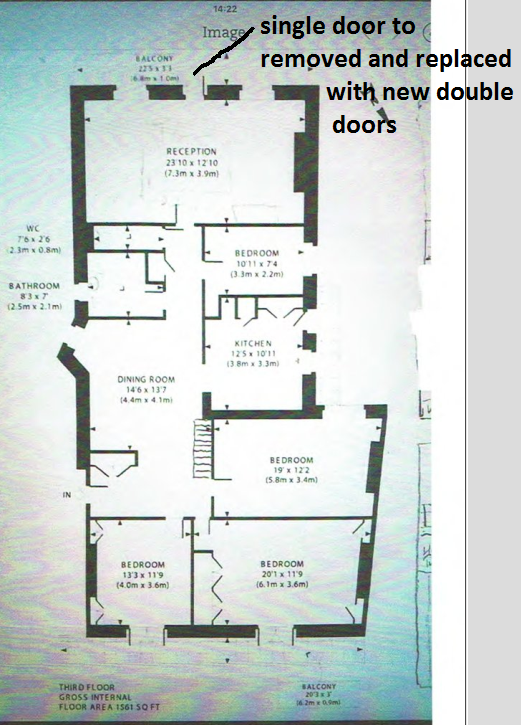 14:22
Image
single door to
removed and replaced
with new double
doors
BALCONY
22'5 x 3'3
(6.8m x 1.0m)
RECEPTION
23'10 x 12'10
(7.3m x 3.9m)
WC
7'6 x 2'6
(2.3m x 0.8m)
BEDROOM
10'11 x 7'4
(3.3m x 2.2m)
BATHROOM
8'3 x 7'
(2.5m x 2.1m)
KITCHEN
12'5 x 10'11
(3.8m x 3.3m)
DINING ROOM
14'6 x 13'7
(4.4m x 4.1m)
BEDROOM
19' x 12'2
(5.8m x 3.4m)
IN
BEDROOM
13'3 x 11'9
(4.0m x 3.6m)
BEDROOM
20'1 x 11'9
(6.1m x 3.6m)
THIRD FLOOR
GROSS INTERNAL
FLOOR AREA 1561 SQ FT
BALCONY
20'3 x 3'
(6.2m x 0.9m)